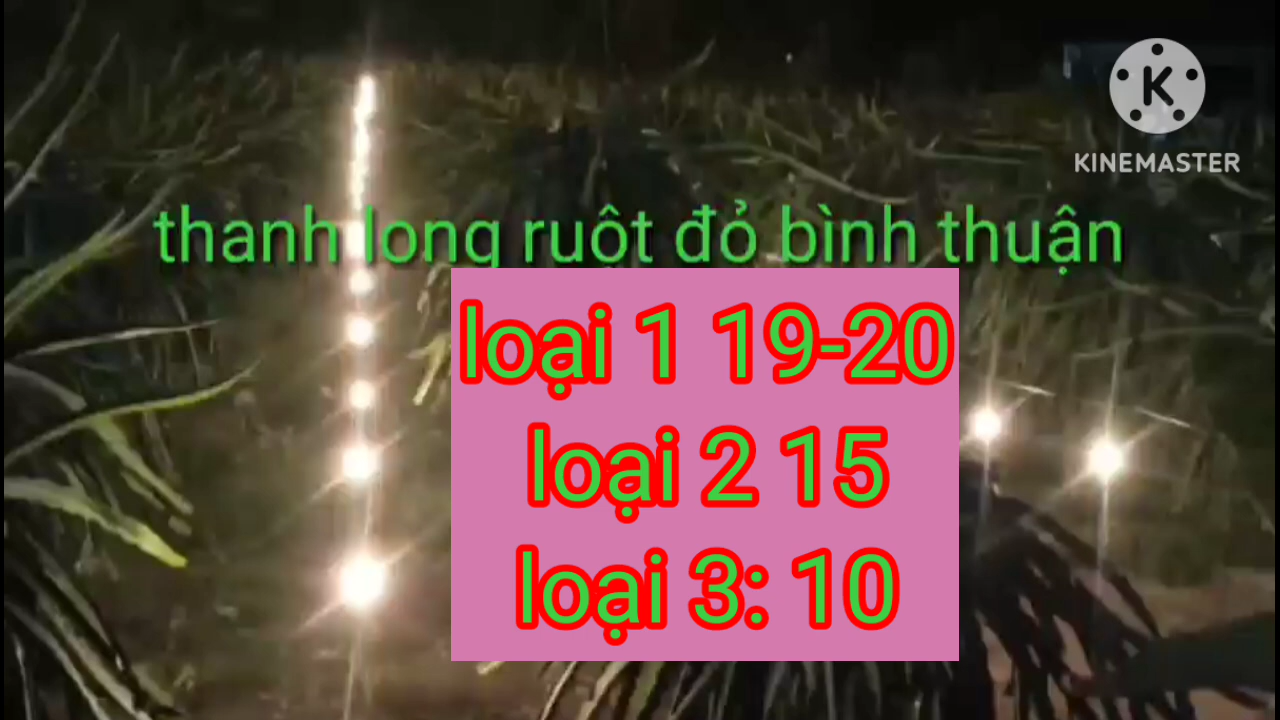 KINEMASTER
thanh long ruột đỏ bình thuận
loại 1 19-20
loại 2 15
loại 3: 10